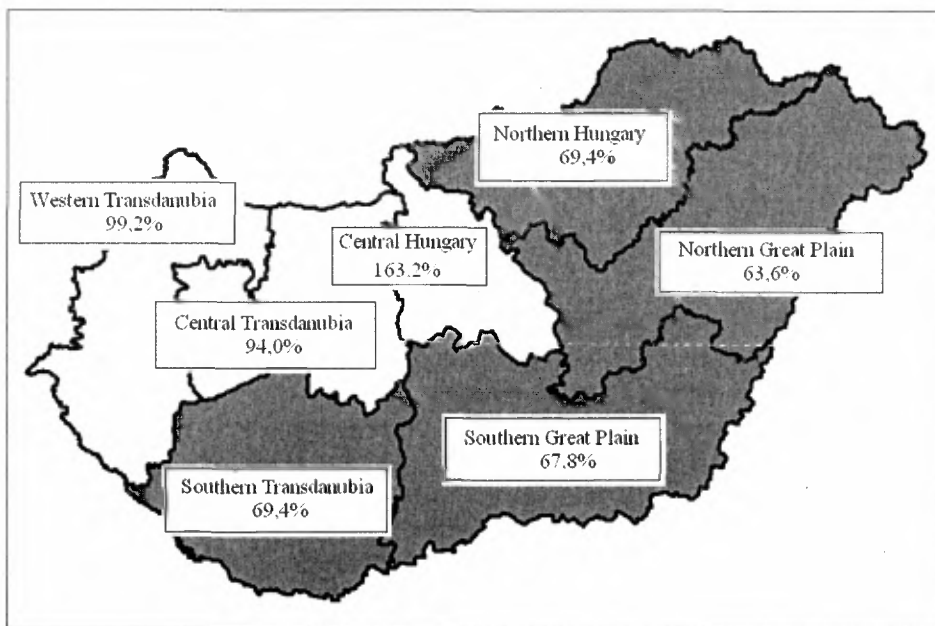 Northern Hungary
69,4%
Western Transdanubia
99,2%
Central Hungary
163.2%
Northern Great Plain
63,6%
Central Transdanubia
94,0%
Southern Great Plain
67,8%
Southern Transdanubia
69,4%